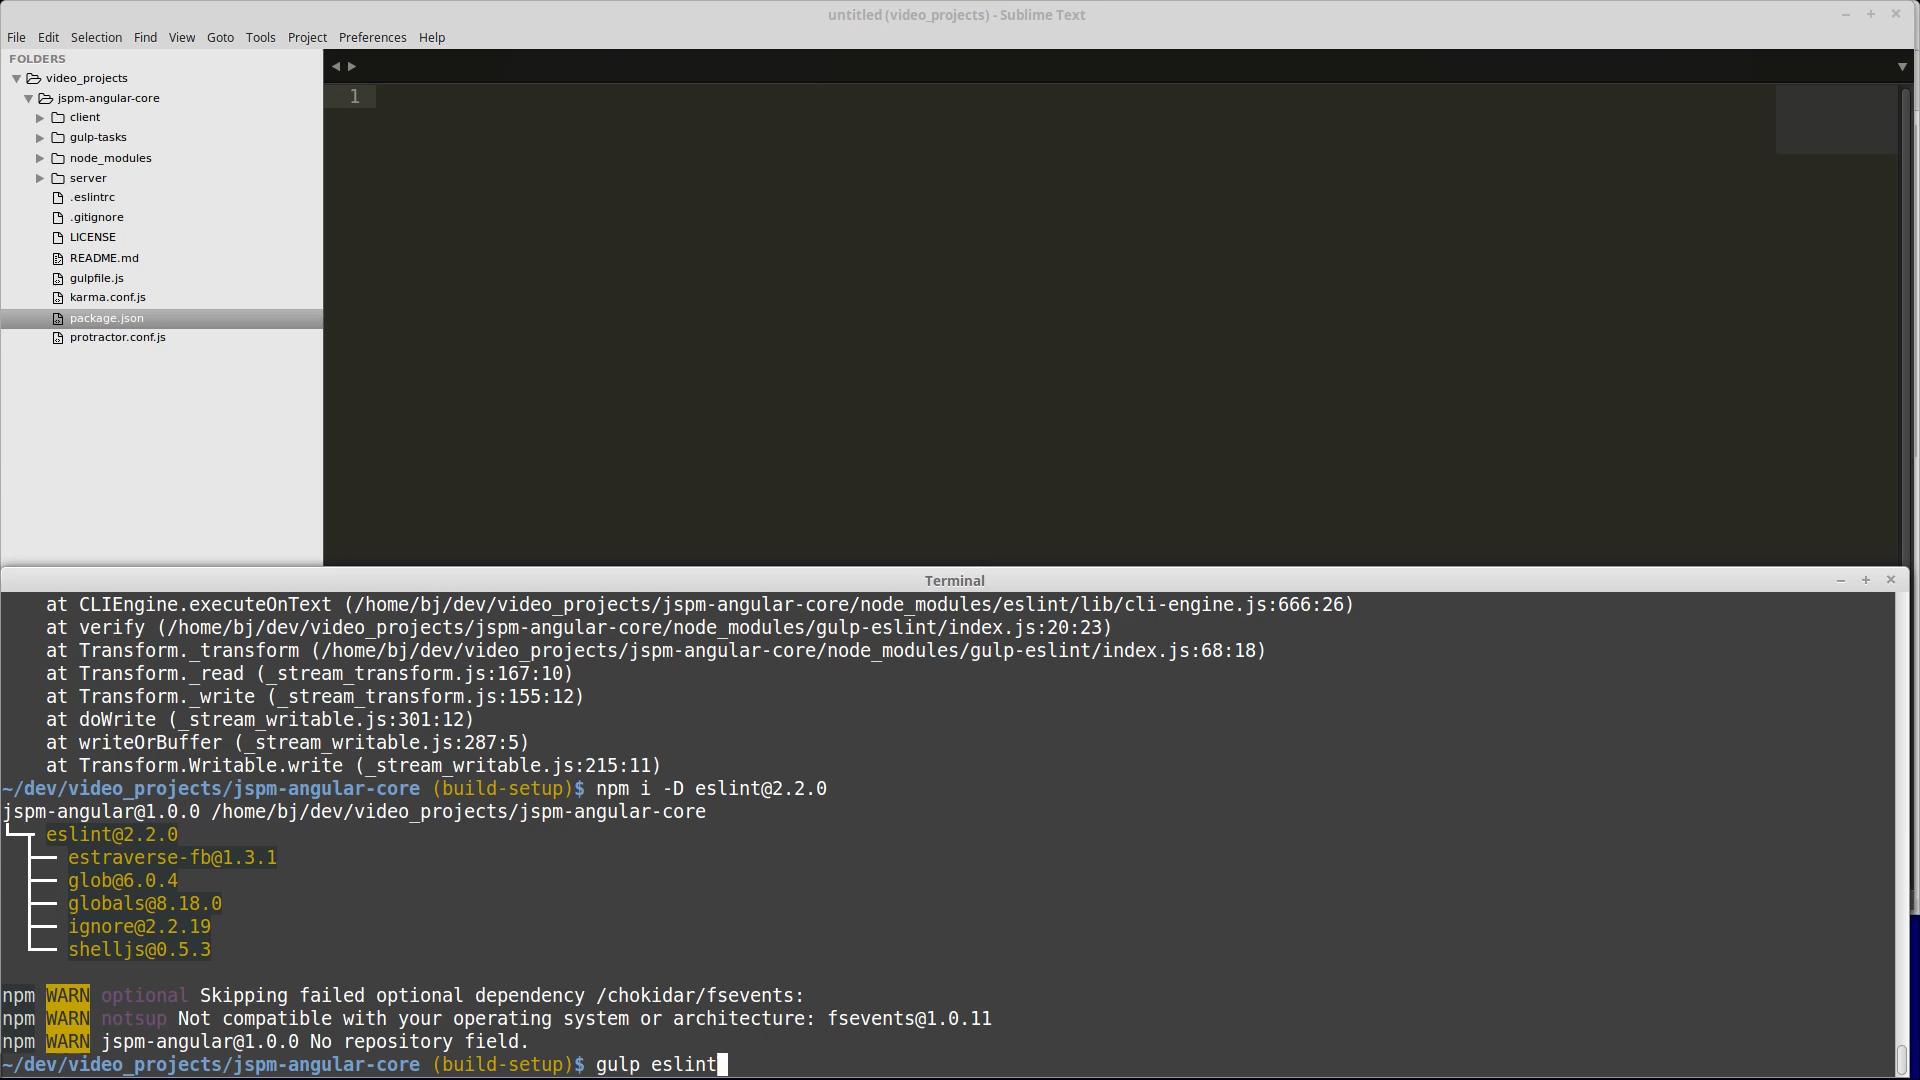 untitled (video_projects) - Sublime Text
File Edit Selection Find View Goto Tools Project Preferences Help
FOLDERS
video_projects
jspm-angular-core
client
gulp-tasks
node_modules
server
.eslintrc
.gitignore
LICENSE
README.md
gulpfile.js
karma.conf.js
package.json
protractor.conf.js
1
Terminal
at CLIEngine.executeOnText (/home/bj/dev/video_projects/jspm-angular-core/node_modules/eslint/lib/cli-engine.js:666:26)
at verify (/home/bj/dev/video_projects/jspm-angular-core/node_modules/gulp-eslint/index.js:20:23)
at Transform._transform (/home/bj/dev/video_projects/jspm-angular-core/node_modules/gulp-eslint/index.js:68:18)
at Transform._read (_stream_transform.js:167:10)
at Transform._write (_stream_transform.js:155:12)
at doWrite (_stream_writable.js:301:12)
at writeOrBuffer (_stream_writable.js:287:5)
at Transform.Writable.write (_stream_writable.js:215:11)
~/dev/video_projects/jspm-angular-core (build-setup)$ npm i -D eslint@2.2.0
jspm-angular@1.0.0 /home/bj/dev/video_projects/jspm-angular-core
eslint@2.2.0
estraverse-fb@1.3.1
glob@6.0.4
globals@8.18.0
ignore@2.2.19
shelljs@0.5.3
npm WARN optional Skipping failed optional dependency /chokidar/fsevents:
npm WARN notsup Not compatible with your operating system or architecture: fsevents@1.0.11
npm WARN jspm-angular@1.0.0 No repository field.
~/dev/video_projects/jspm-angular-core (build-setup)$ gulp eslint